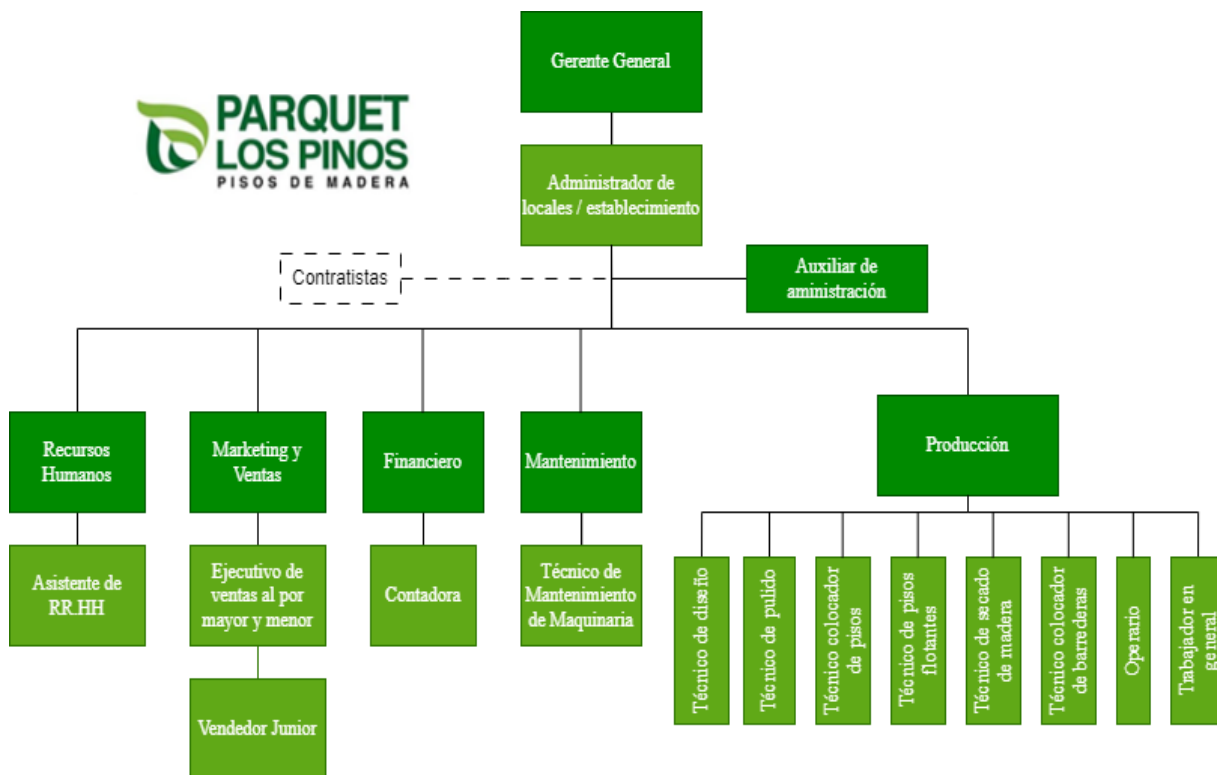 Gerente General
PARQUET
LOS PINOS
PISOS DE MADERA
Administrador de
locales / establecimiento
Contratistas
Auxiliar de
aministración
Recursos
Humanos
Marketing y
Ventas
Financiero
Mantenimiento
Producción
Asistente de
RR.HH
Ejecutivo de
ventas al por
mayor y menor
Contadora
Técnico de
Mantenimiento
de Maquinaria
Técnico de diseño
Técnico de pulido
Técnico colocador
de pisos
Técnico de pisos
flotantes
Técnico de secado
de madera
Técnico colocador
de barrederas
Operario
Trabajador en
general
Vendedor Junior